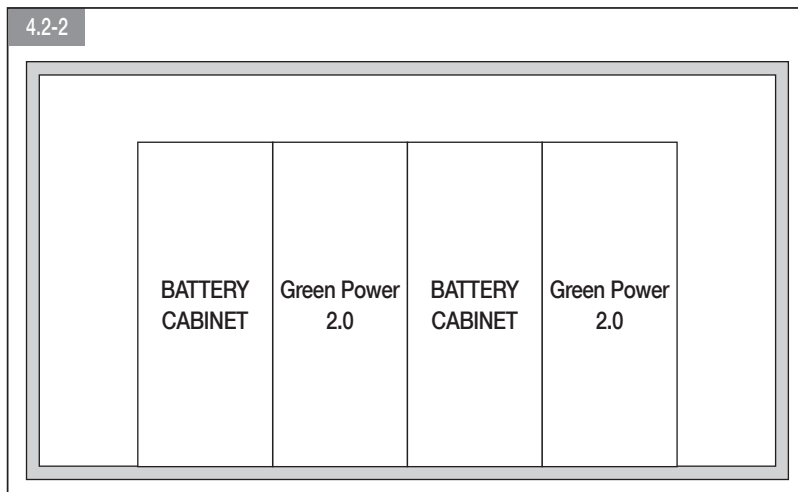 4.2-2
BATTERY
CABINET
Green Power
2.0
BATTERY
CABINET
Green Power
2.0